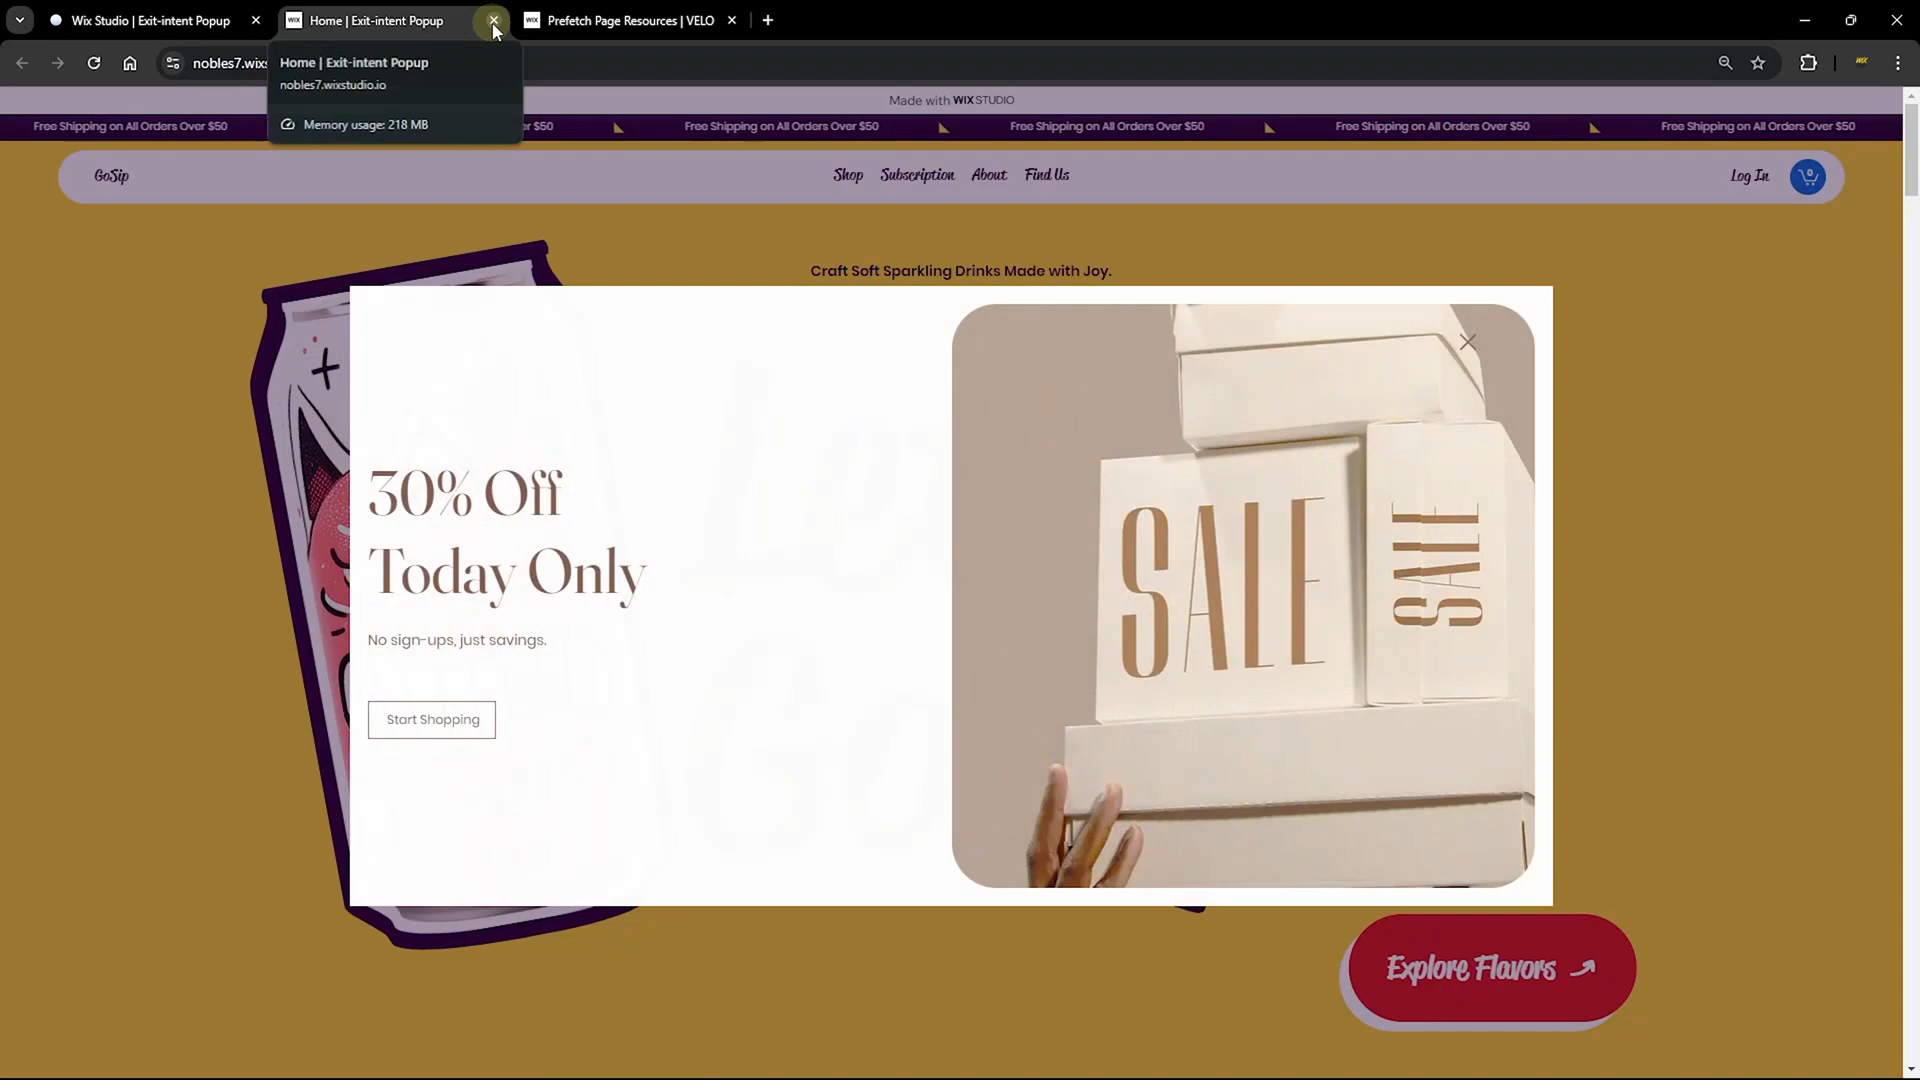 Wix Studio | Exit-intent Popup
Home | Exit-intent Popup
Prefetch Page Resources | VELO
nobles7.wixs
Home | Exit-intent Popup
nobles7.wixstudio.io
Memory usage: 218 MB
Made with WIX STUDIO
Free Shipping on All Orders Over $50
er $50
Free Shipping on All Orders Over $50
Free Shipping on All Orders Over $50
Free Shipping on All Orders Over $50
Free Shipping on All Orders Over $50
GoSip
Shop
Subscription
About
Find Us
Log In
0
Craft Soft Sparkling Drinks Made with Joy.
30% Off
Today Only
No sign-ups, just savings.
Start Shopping
SALE
SALE
Explore Flavors